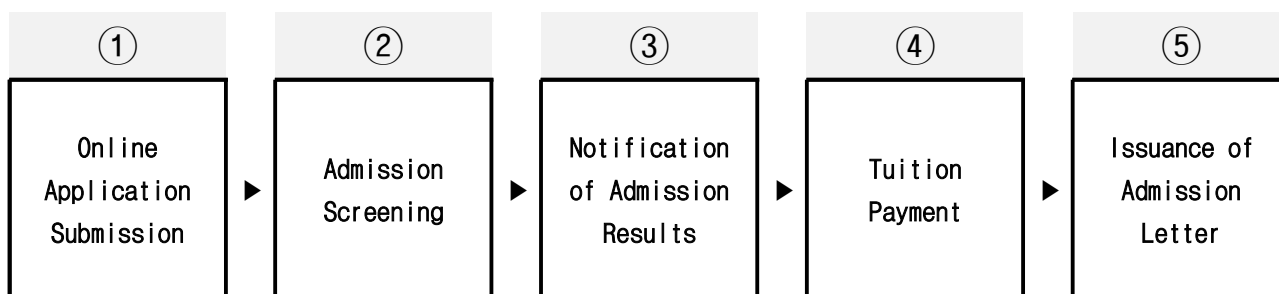 ①
Online
Application
Submission
▶
②
Admission
Screening
▶
③
Notification
of Admission
Results
▶
④
Tuition
Payment
▶
⑤
Issuance of
Admission
Letter